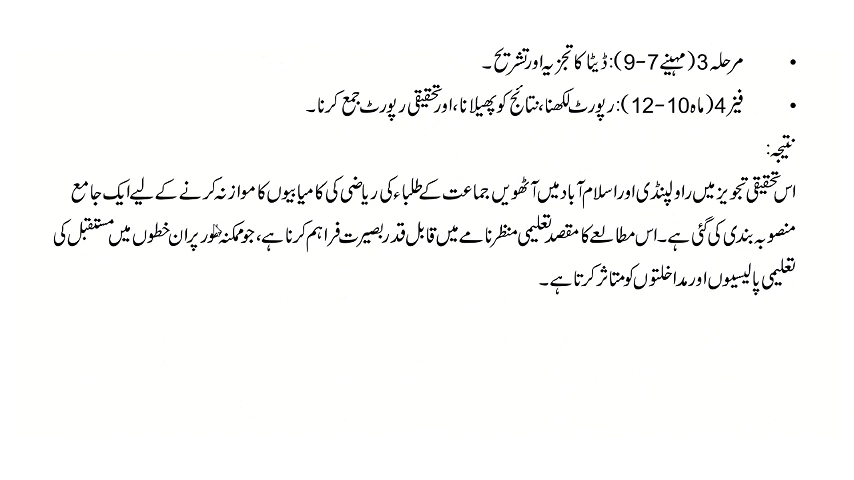 • مرحلہ 3 (مہینے 7-9): ڈیٹا کا تجزیہ اور تشریح۔
• فیز 4 (ماہ 10-12): رپورٹ لکھنا، نتائج کو پھیلانا، اور تحقیقی رپورٹ جمع کرنا۔
نتیجہ:
اس تحقیقی تجویز میں راولپنڈی اور اسلام آباد میں آٹھویں جماعت کے طلباء کی ریاضی کی کامیابیوں کا موازنہ کرنے کے لیے ایک جامع
منصوبہ بندی کی گئی ہے۔ اس مطالعے کا مقصد تعلیمی منظر نامے میں قابل قدر بصیرت فراہم کرنا ہے، جو ممکنہ طور پر ان خطوں میں مستقبل کی
تعلیمی پالیسیوں اور مداخلتوں کو متاثر کرتا ہے۔